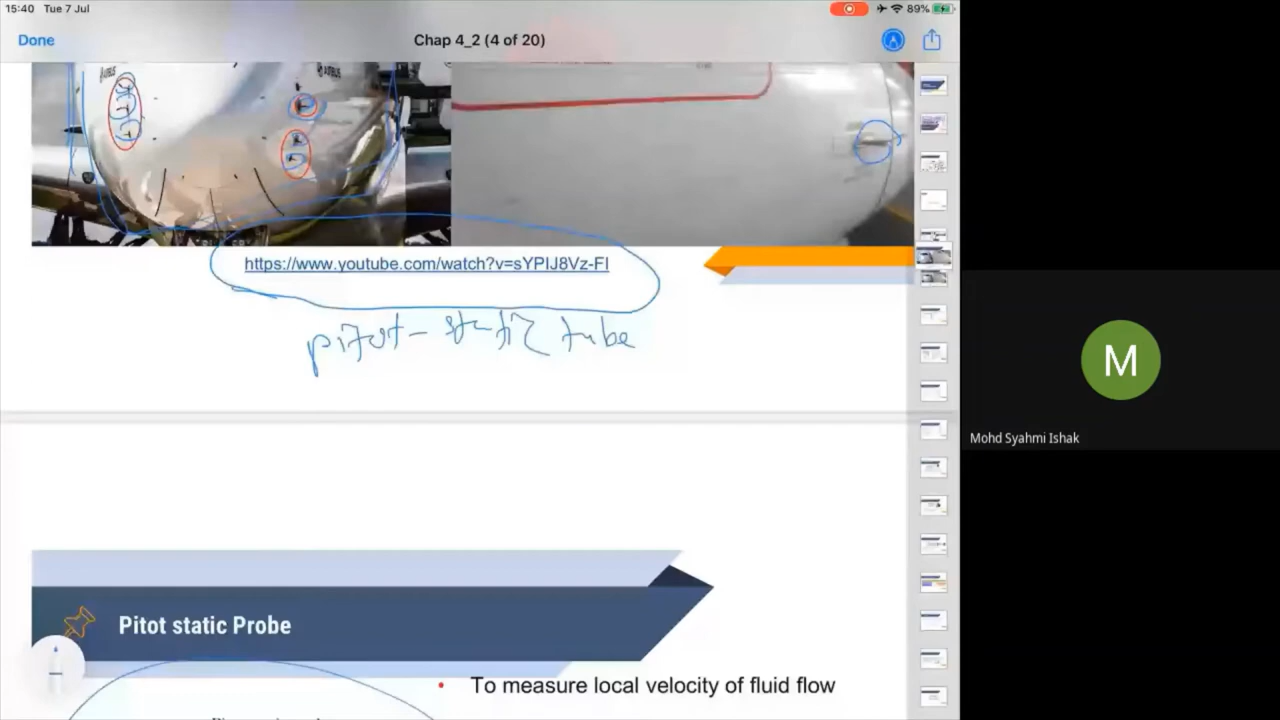 15:40 Tue 7 Jul
89%
Done
Chap 4_2 (4 of 20)
AIRBUS
https://www.youtube.com/watch?v=sYPIJ8Vz-FI
pitot-static tube
Pitot static Probe
• To measure local velocity of fluid flow
M
Mohd Syahmi Ishak